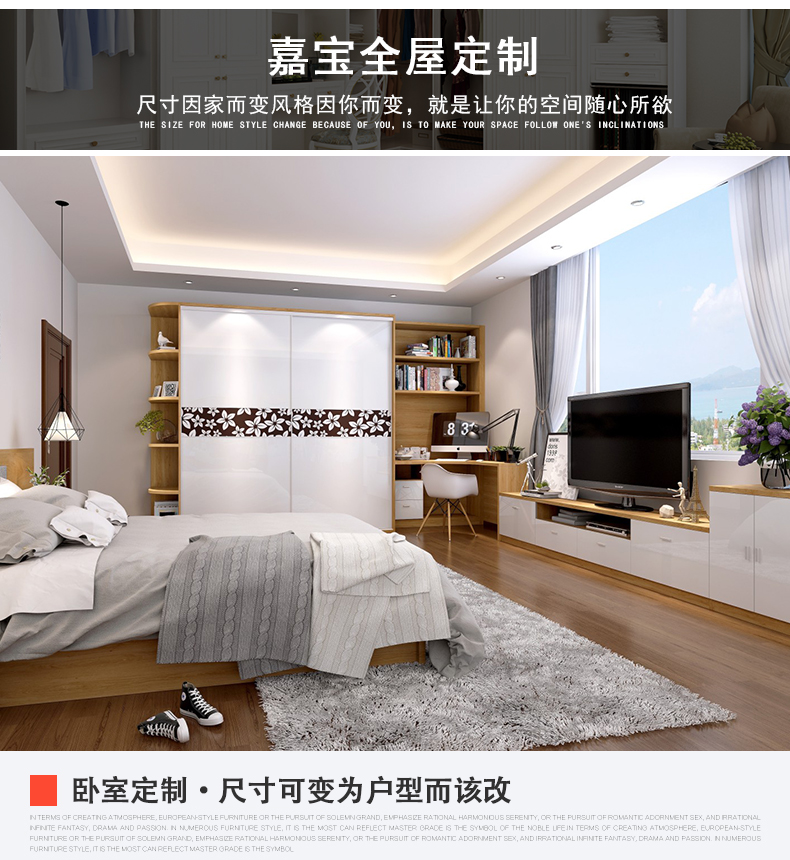 嘉宝全屋定制
尺寸因家而变风格因你而变，就是让你的空间随心所欲
THE SIZE FOR HOME STYLE CHANGE BECAUSE OF YOU, IS TO MAKE YOUR SPACE FOLLOW ONE'S INCLINATIONS
www.
doris
1939
.com
卧室定制·尺寸可变为户型而该改
IN TERMS OF CREATING ATMOSPHERE, EUROPEAN-STYLE FURNITURE OR THE PURSUIT OF SOLEMN GRAND, EMPHASIZE RATIONAL HARMONIOUS SERENITY, OR THE PURSUIT OF ROMANTIC ADORNMENT SEX, AND IRRATIONAL
INFINITE FANTASY, DRAMA AND PASSION. IN NUMEROUS FURNITURE STYLE, IT IS THE MOST CAN REFLECT MASTER GRADE IS THE SYMBOL OF THE NOBLE LIFE.IN TERMS OF CREATING ATMOSPHERE, EUROPEAN-STYLE
FURNITURE OR THE PURSUIT OF SOLEMN GRAND, EMPHASIZE RATIONAL HARMONIOUS SERENITY, OR THE PURSUIT OF ROMANTIC ADORNMENT SEX, AND IRRATIONAL INFINITE FANTASY, DRAMA AND PASSION. IN NUMEROUS
FURNITURE STYLE, IT IS THE MOST CAN REFLECT MASTER GRADE IS THE SYMBOL